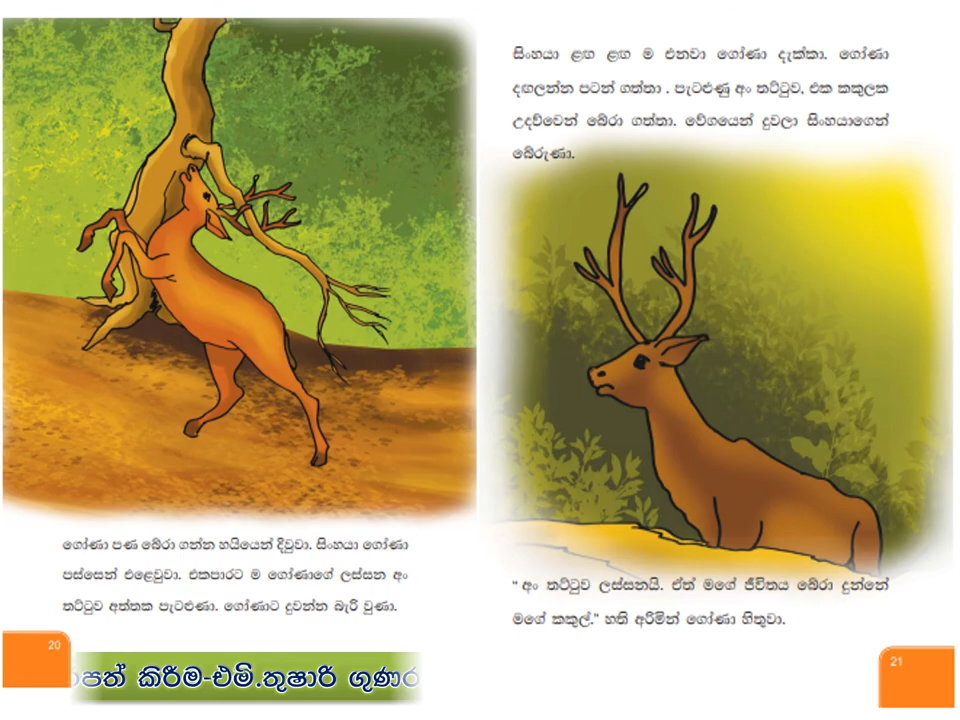 ගෝණා පණ බේරා ගන්න හයියෙන් දිවුවා. සිංහයා ගෝණා
පස්සෙන් එළෙවුවා. එකපාරට ම ගෝණාගේ ලස්සන අං
තට්ටුව අත්තක පැටළුණා. ගෝණාට දුවන්න බැරි වුණා.
20
පත් කිරීම-එම්.තුෂාරි ගුණර
සිංහයා ළඟ ළඟ ම එනවා ගෝණා දැක්කා. ගෝණා
දඟලන්න පටන් ගත්තා . පැටළුණු අං තට්ටුව, එක කකුලක
උදව්වෙන් බේරා ගත්තා. වේගයෙන් දුවලා සිංහයාගෙන්
බේරුණා.
" අං තට්ටුව ලස්සනයි. ඒත් මගේ ජීවිතය බේරා දුන්නේ
මගේ කකුල්." හති අරිමින් ගෝණා හිතුවා.
21